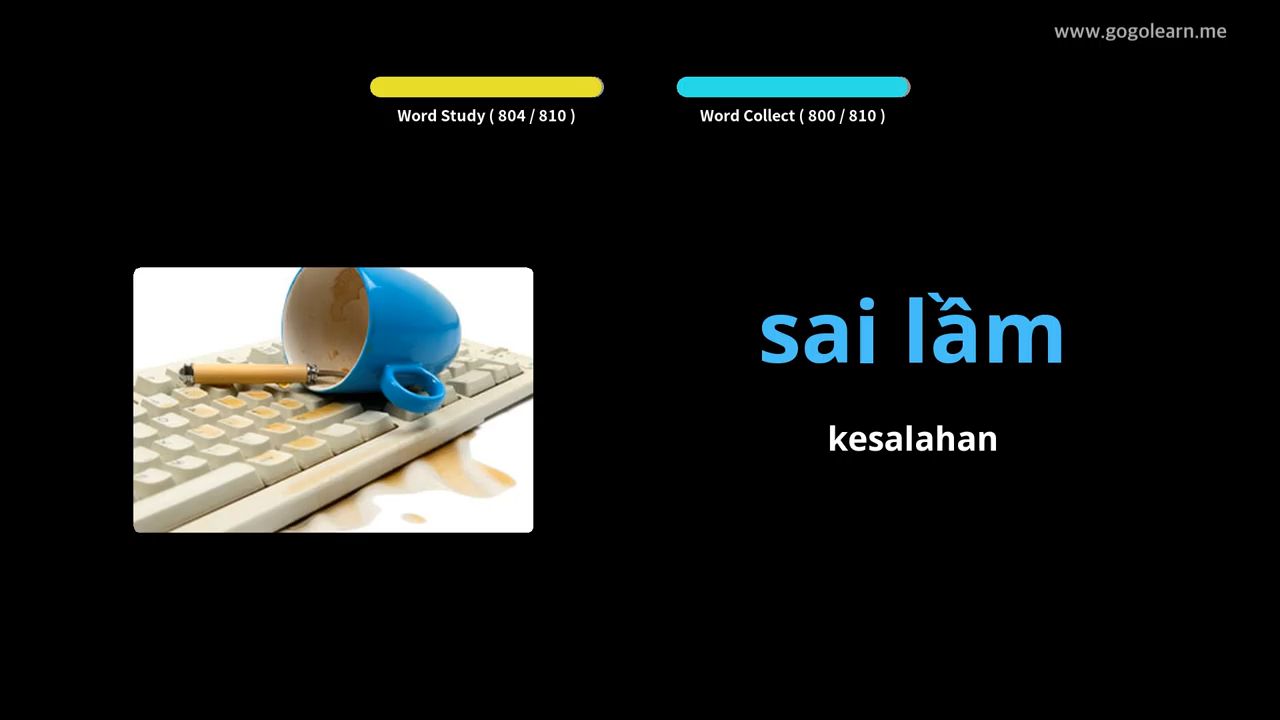 www.gogolearn.me
Word Study ( 804 / 810 )
Word Collect ( 800 / 810 )
sai lầm
kesalahan